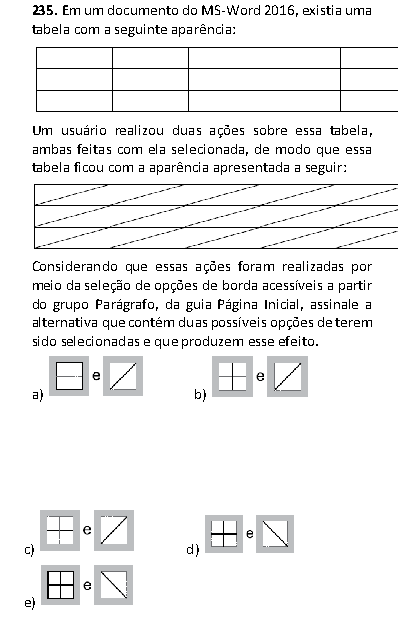 235. Em um documento do MS-Word 2016, existia uma
tabela com a seguinte aparência:
Um usuário realizou duas ações sobre essa tabela,
ambas feitas com ela selecionada, de modo que essa
tabela ficou com a aparência apresentada a seguir:
Considerando que essas ações foram realizadas por
meio da seleção de opções de borda acessíveis a partir
do grupo Parágrafo, da guia Página Inicial, assinale a
alternativa que contém duas possíveis opções de terem
sido selecionadas e que produzem esse efeito.
a) e
b) e
c) e
d) e
e) e